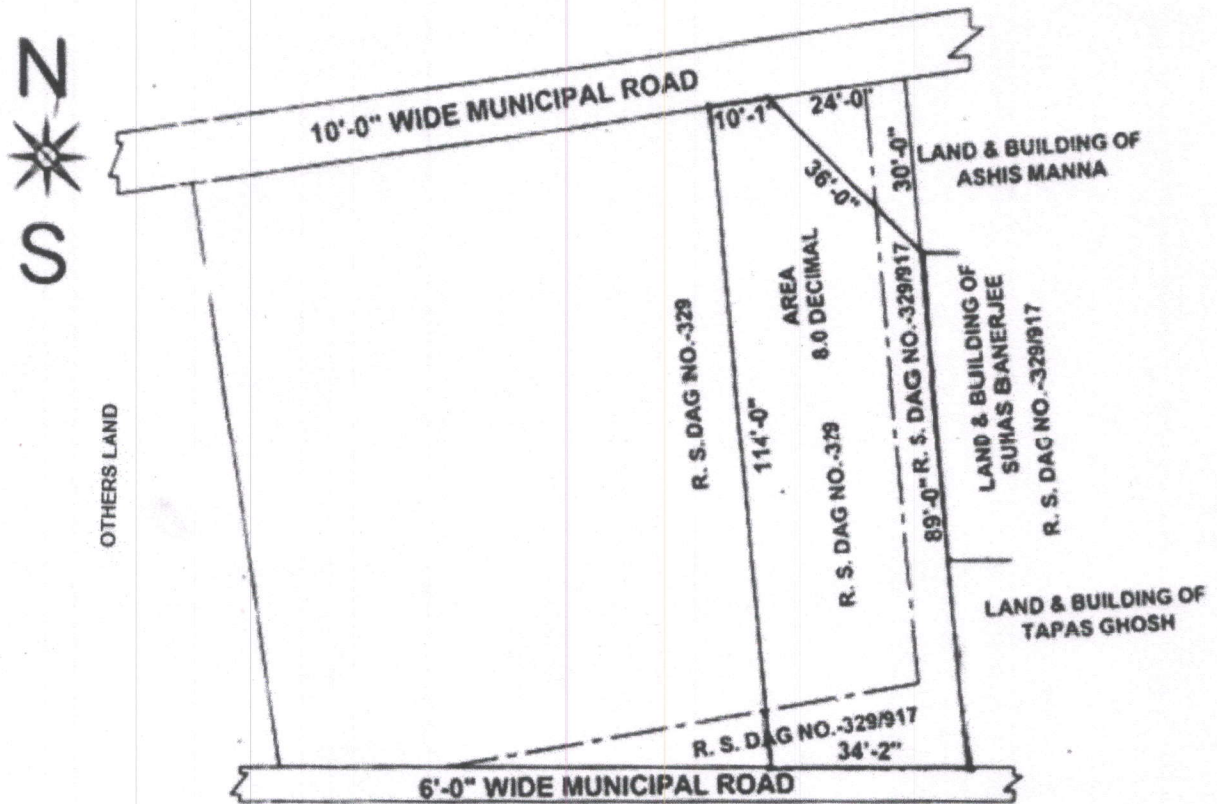 N
S
10'-0" WIDE MUNICIPAL ROAD
10'-1"
24'-0"
30'-0"
36'-0"
LAND & BUILDING OF
ASHIS MANNA
AREA
8.0 DECIMAL
R. S. DAG NO.-329
114'-0"
R. S. DAG NO.-329
R. S. DAG NO.-329/917
89'-0"
LAND & BUILDING OF
SUHAS BANERJEE
R. S. DAG NO.-329/917
OTHERS LAND
LAND & BUILDING OF
TAPAS GHOSH
R. S. DAG NO.-329/917
34'-2"
6'-0" WIDE MUNICIPAL ROAD